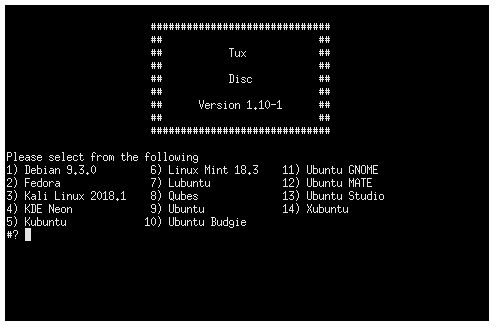 ##############################
## ##
## Tux ##
## ##
## Disc ##
## ##
## Version 1.10-1 ##
## ##
##############################
Please select from the following
1) Debian 9.3.0 6) Linux Mint 18.3 11) Ubuntu GNOME
2) Fedora 7) Lubuntu 12) Ubuntu MATE
3) Kali Linux 2018.1 8) Qubes 13) Ubuntu Studio
4) KDE Neon 9) Ubuntu 14) Xubuntu
5) Kubuntu 10) Ubuntu Budgie
#?